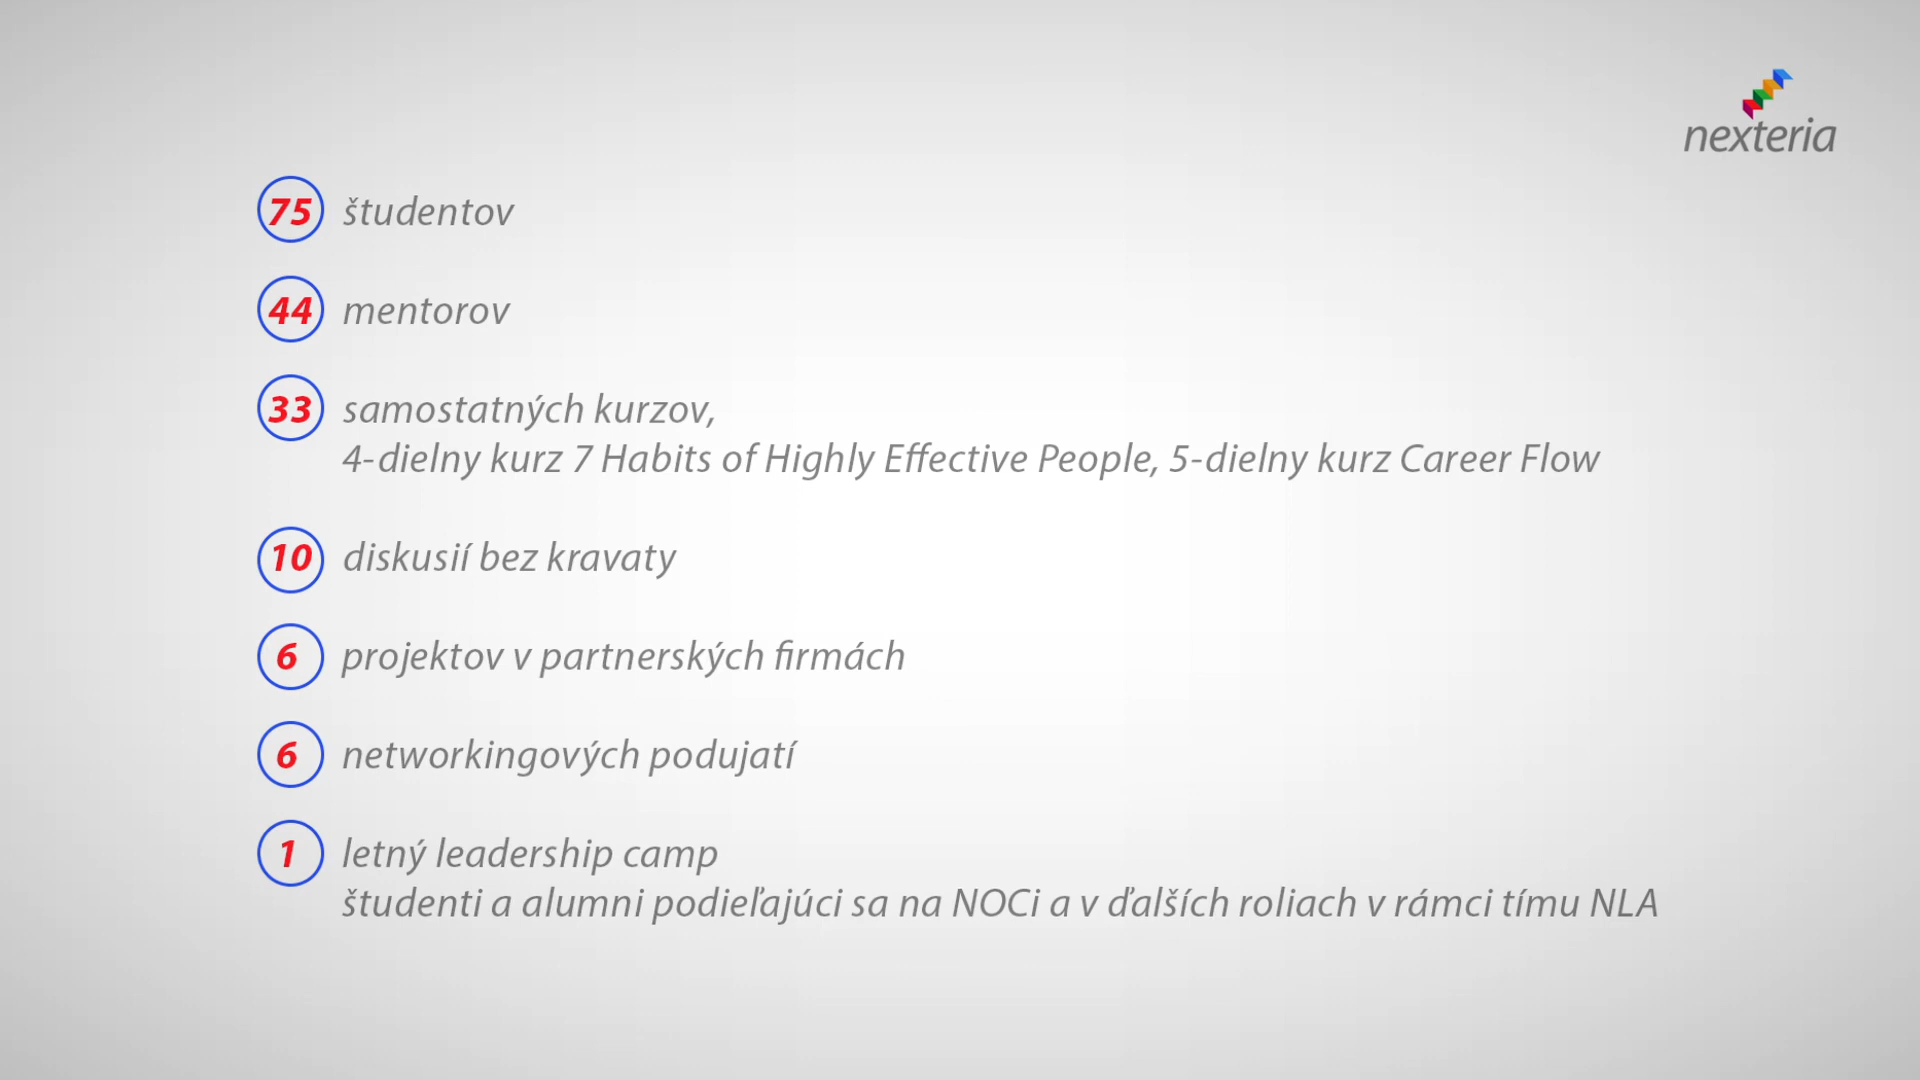 nexteria
75 študentov
44 mentorov
33 samostatných kurzov,
4-dielny kurz 7 Habits of Highly Effective People, 5-dielny kurz Career Flow
10 diskusií bez kravaty
6 projektov v partnerských firmách
6 networkingových podujatí
1 letný leadership camp
študenti a alumni podieľajúci sa na NOCi a v ďalších roliach v rámci tímu NLA